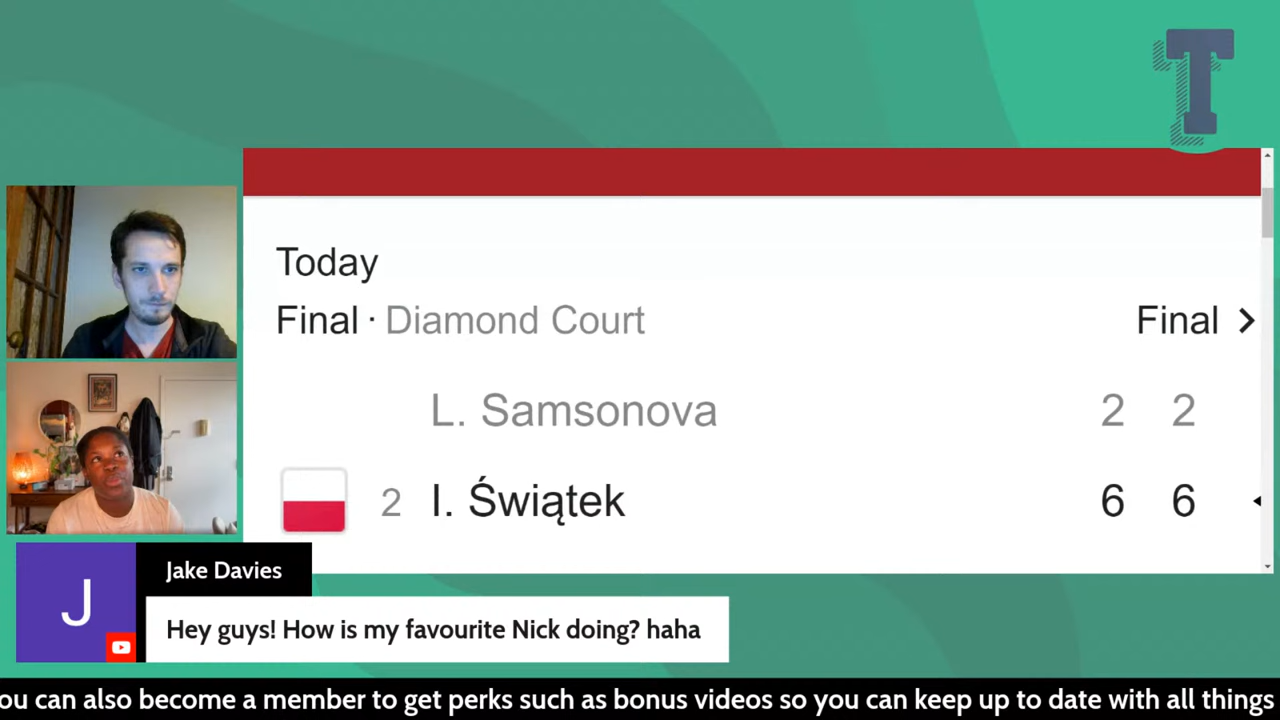 T
Today
Final · Diamond Court
Final >
L. Samsonova 2 2
2 I. Świątek 6 6
J
Jake Davies
Hey guys! How is my favourite Nick doing? haha
ou can also become a member to get perks such as bonus videos so you can keep up to date with all things